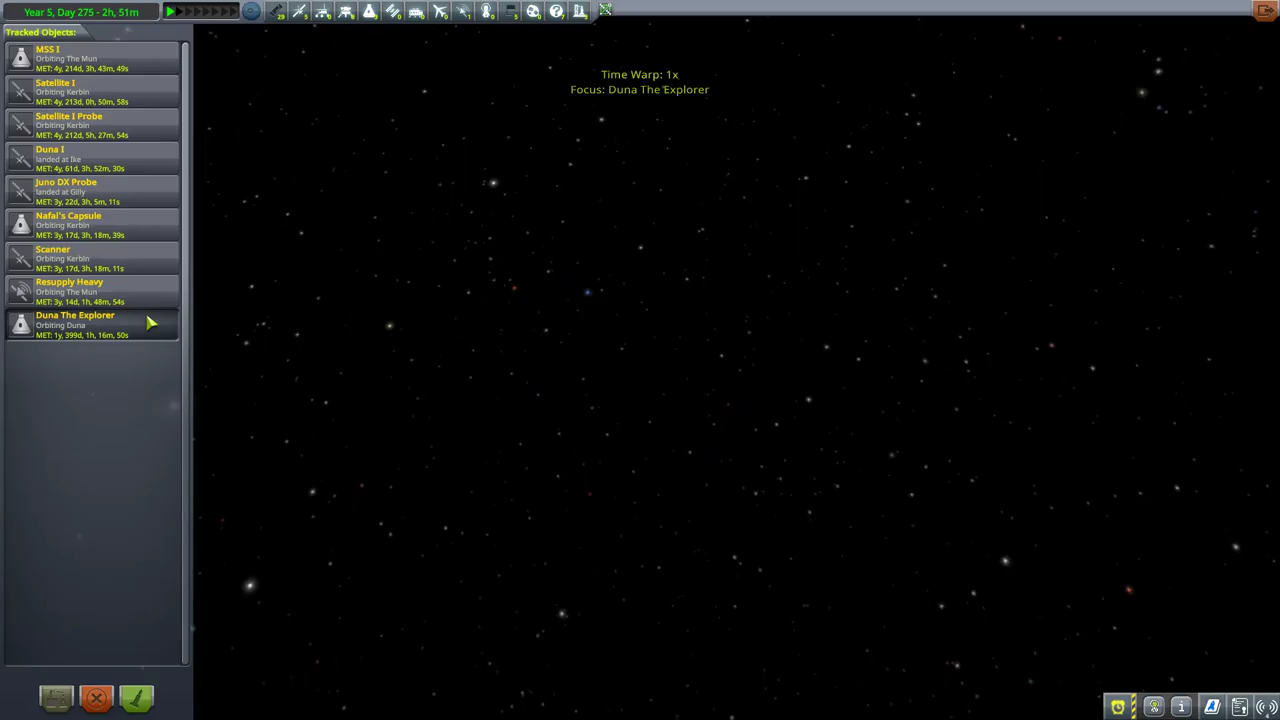 Year 5, Day 275 - 2h, 51m
Tracked Objects:
MSS I
Orbiting The Mun
MET: 4y, 214d, 3h, 43m, 49s
Satellite I
Orbiting Kerbin
MET: 4y, 213d, 0h, 50m, 58s
Satellite I Probe
Orbiting Kerbin
MET: 4y, 212d, 5h, 27m, 54s
Duna I
landed at Ike
MET: 4y, 61d, 3h, 52m, 30s
Juno DX Probe
landed at Gilly
MET: 3y, 22d, 3h, 5m, 11s
Nafal's Capsule
Orbiting Kerbin
MET: 3y, 17d, 3h, 18m, 39s
Scanner
Orbiting Kerbin
MET: 3y, 17d, 3h, 18m, 11s
Resupply Heavy
Orbiting The Mun
MET: 3y, 14d, 1h, 48m, 54s
Duna The Explorer
Orbiting Duna
MET: 1y, 399d, 1h, 16m, 50s
Time Warp: 1x
Focus: Duna The Explorer